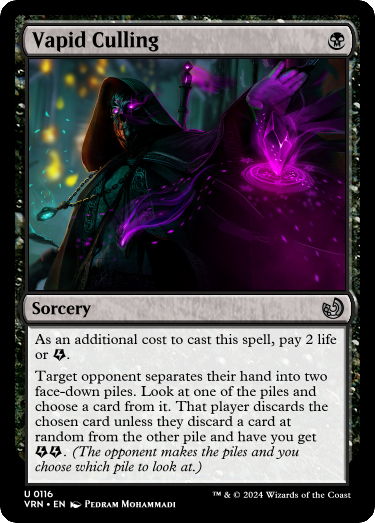 Vapid Culling
Sorcery
As an additional cost to cast this spell, pay 2 life
or .
Target opponent separates their hand into two
face-down piles. Look at one of the piles and
choose a card from it. That player discards the
chosen card unless they discard a card at
random from the other pile and have you get
. (The opponent makes the piles and you
choose which pile to look at.)
U 0116
VRN • EN Pedram Mohammadi
™ & © 2024 Wizards of the Coast